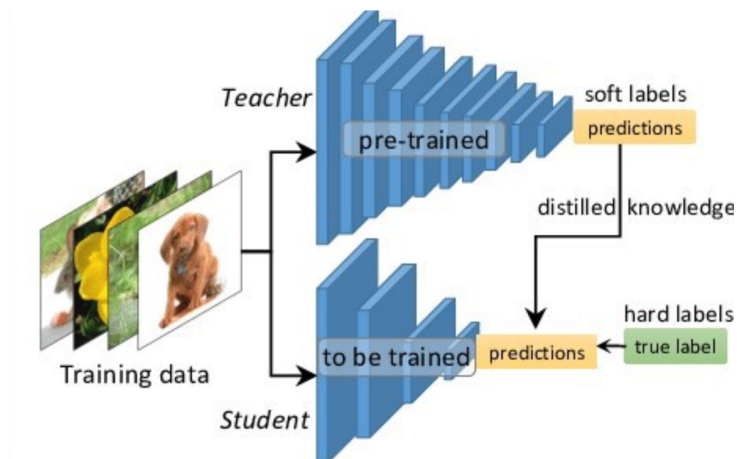 Teacher
soft labels
pre-trained
predictions
distilled knowledge
hard labels
to be trained
predictions
true label
Training data
Student